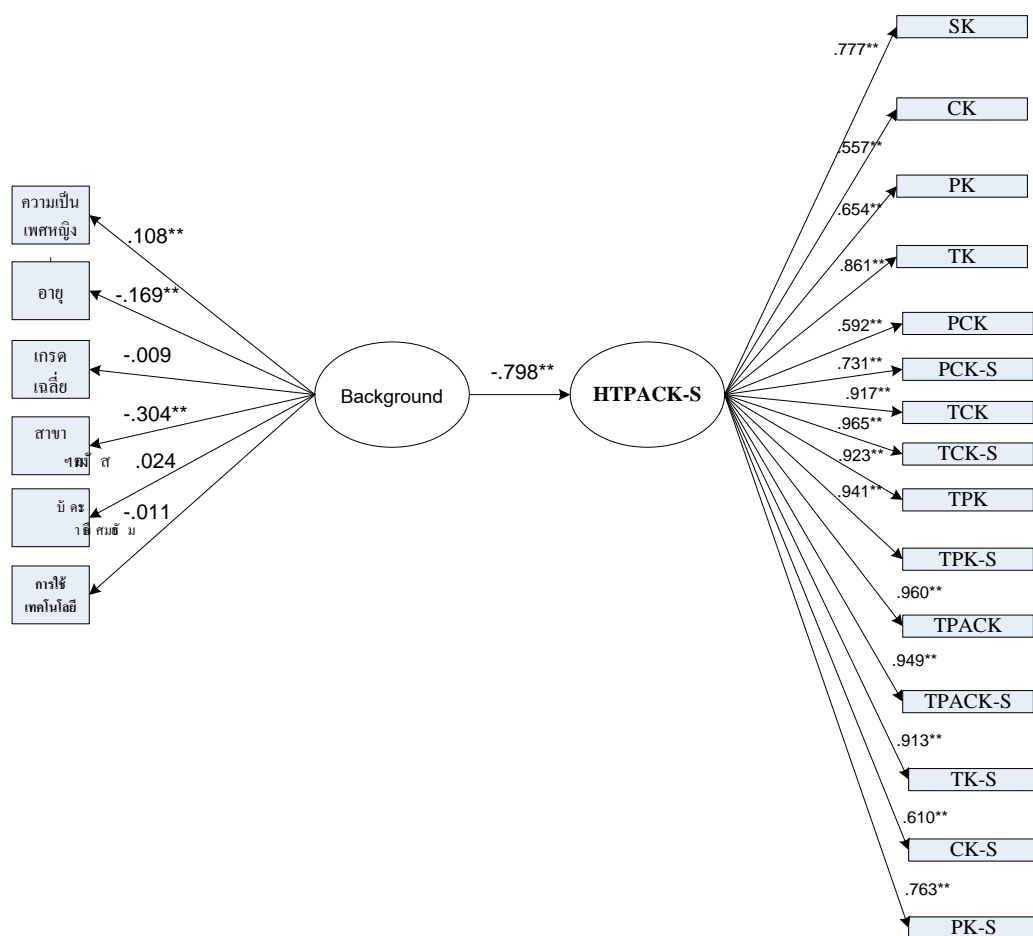 SK
.777**
CK
.557**
PK
.654**
TK
.861**
PCK
.592**
PCK-S
.731**
TCK
.917**
TCK-S
.965**
TPK
.923**
TPK-S
.941**
TPACK
.960**
TPACK-S
.949**
TK-S
.913**
CK-S
.610**
PK-S
.763**
ความเป็น
เพศหญิง
.108**
อายุ
-.169**
เกรด
เฉลี่ย
-.009
สาขา
-.304**
.024
-.011
การใช้
เทคโนโลยี
Background
-.798**
HTPACK-S